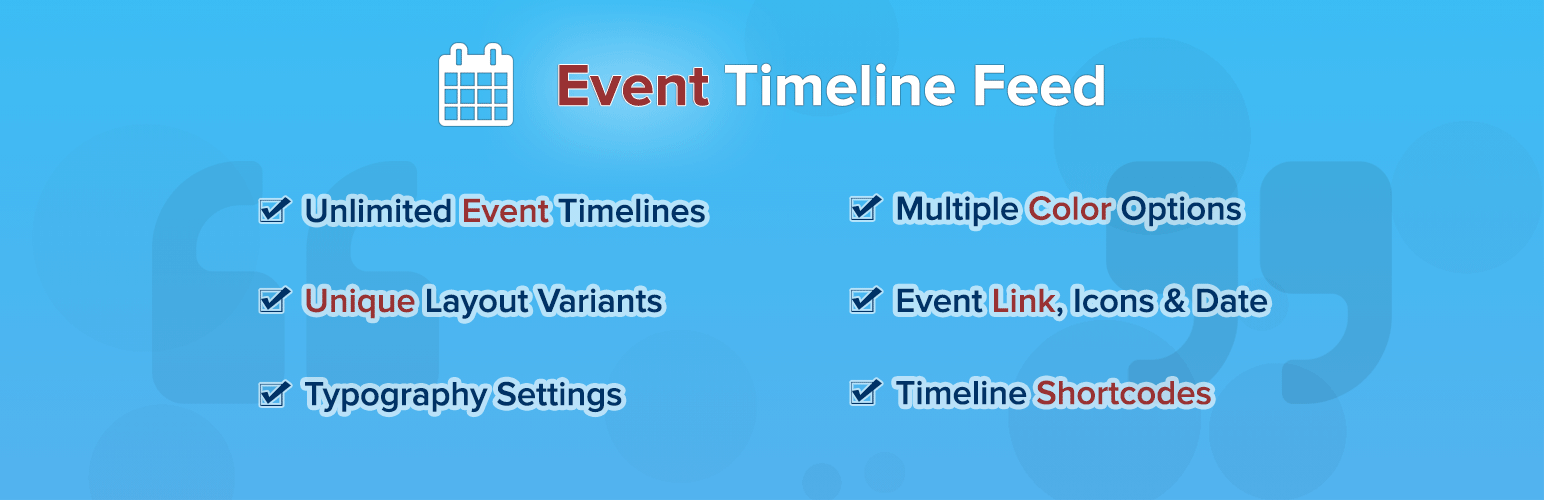 Event Timeline Feed
Unlimited Event Timelines
Multiple Color Options
Unique Layout Variants
Event Link, Icons & Date
Typography Settings
Timeline Shortcodes